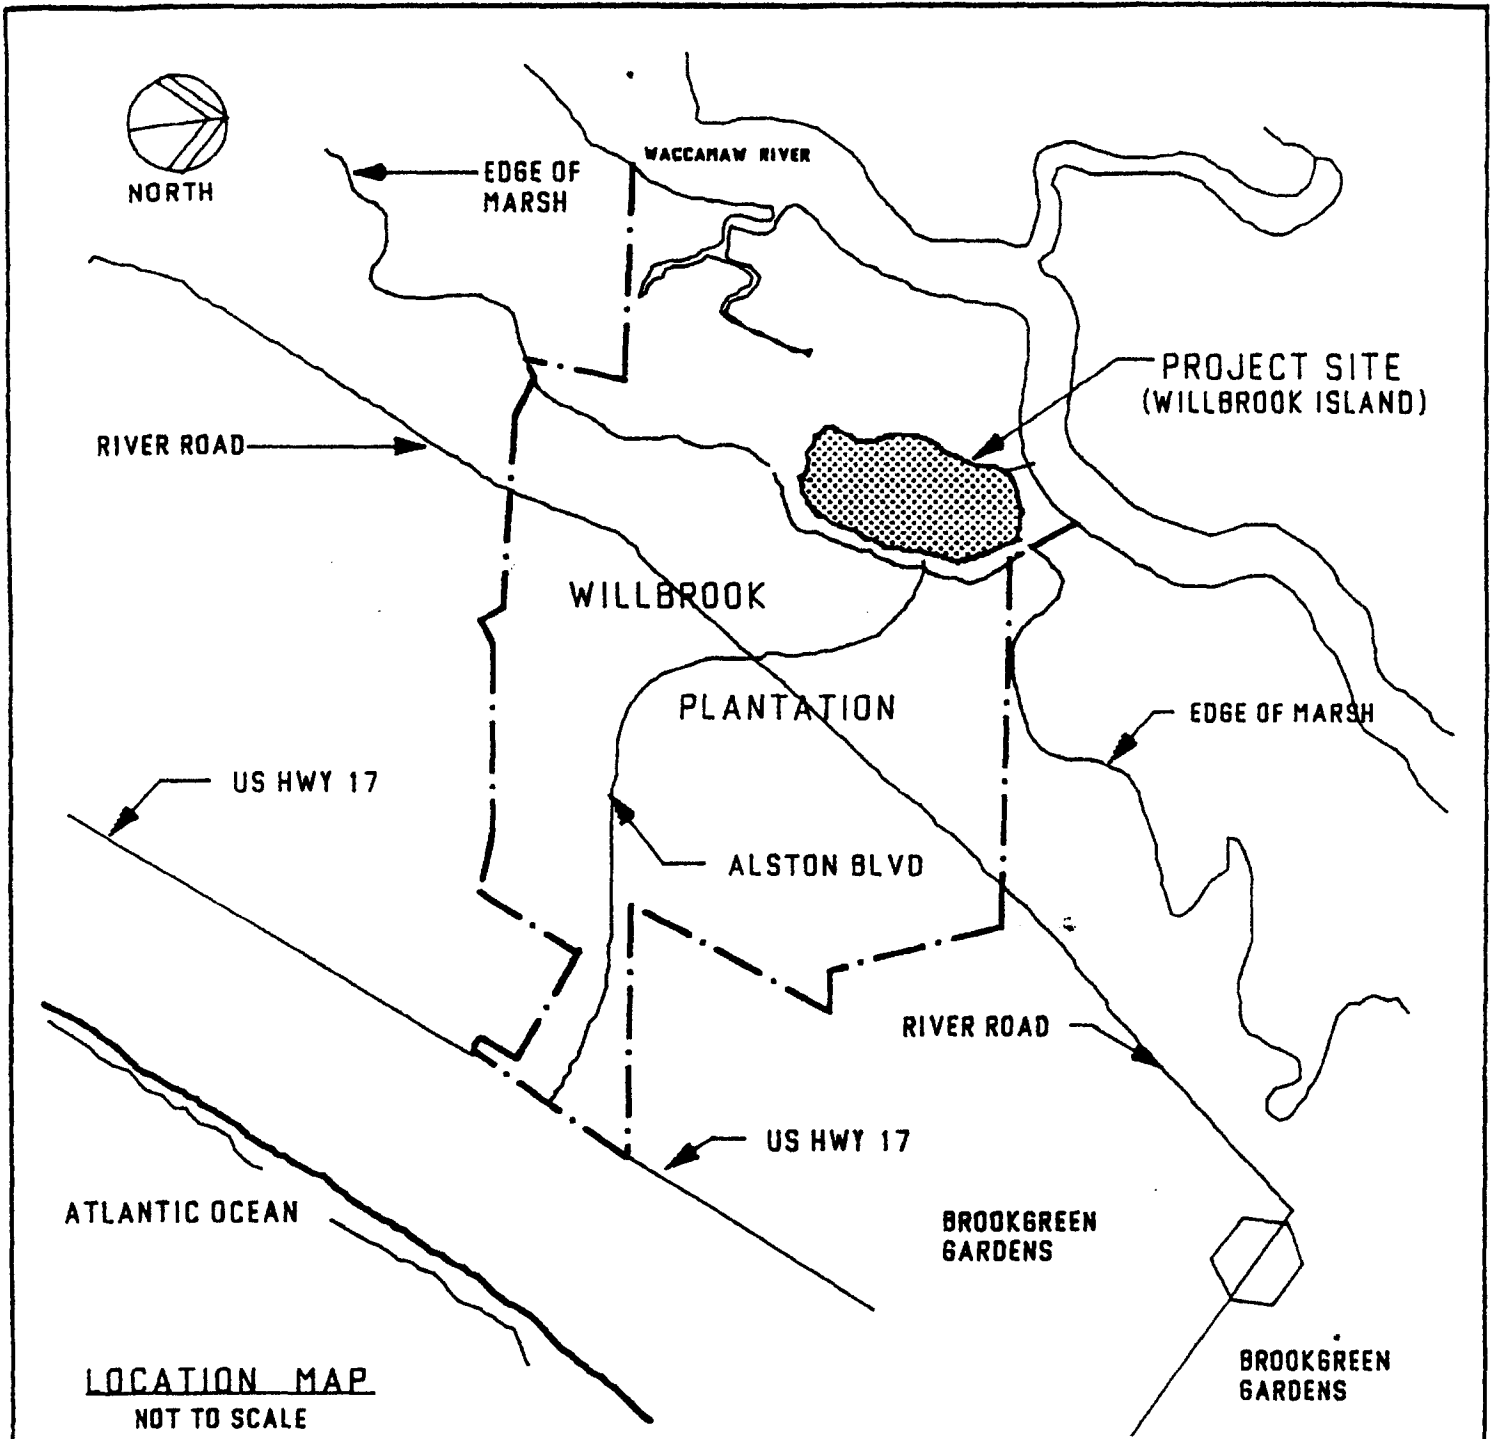 WACCAMAW RIVER
EDGE OF
MARSH
NORTH
PROJECT SITE
(WILLBROOK ISLAND)
RIVER ROAD
WILLBROOK
PLANTATION
EDGE OF MARSH
US HWY 17
ALSTON BLVD
RIVER ROAD
US HWY 17
ATLANTIC OCEAN
BROOKGREEN
GARDENS
BROOKGREEN
GARDENS
LOCATION MAP
NOT TO SCALE